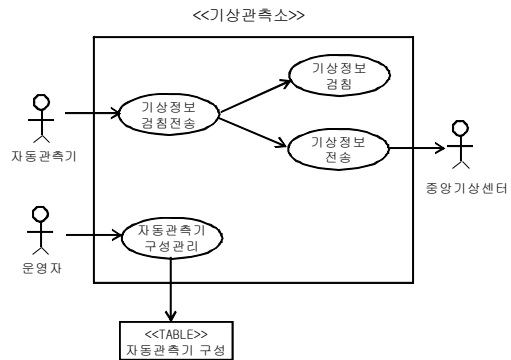 <<기상관측소>>
기상정보
검침
기상정보
검침전송
기상정보
전송
자동관측기
중앙기상센터
자동관측기
구성관리
운영자
<<TABLE>>
자동관측기 구성